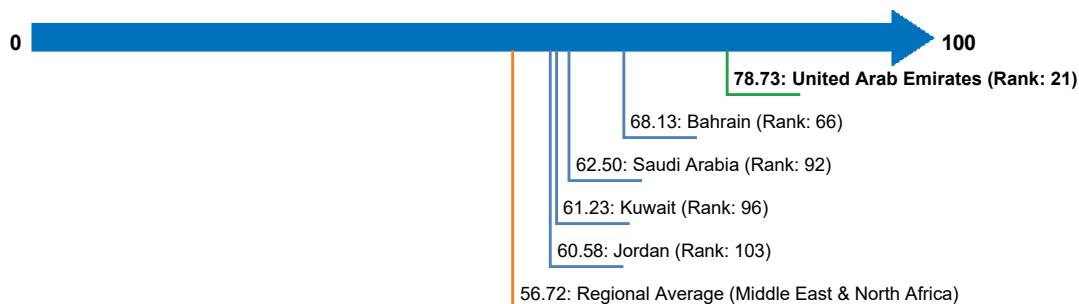 0
100
78.73: United Arab Emirates (Rank: 21)
68.13: Bahrain (Rank: 66)
62.50: Saudi Arabia (Rank: 92)
61.23: Kuwait (Rank: 96)
60.58: Jordan (Rank: 103)
56.72: Regional Average (Middle East & North Africa)